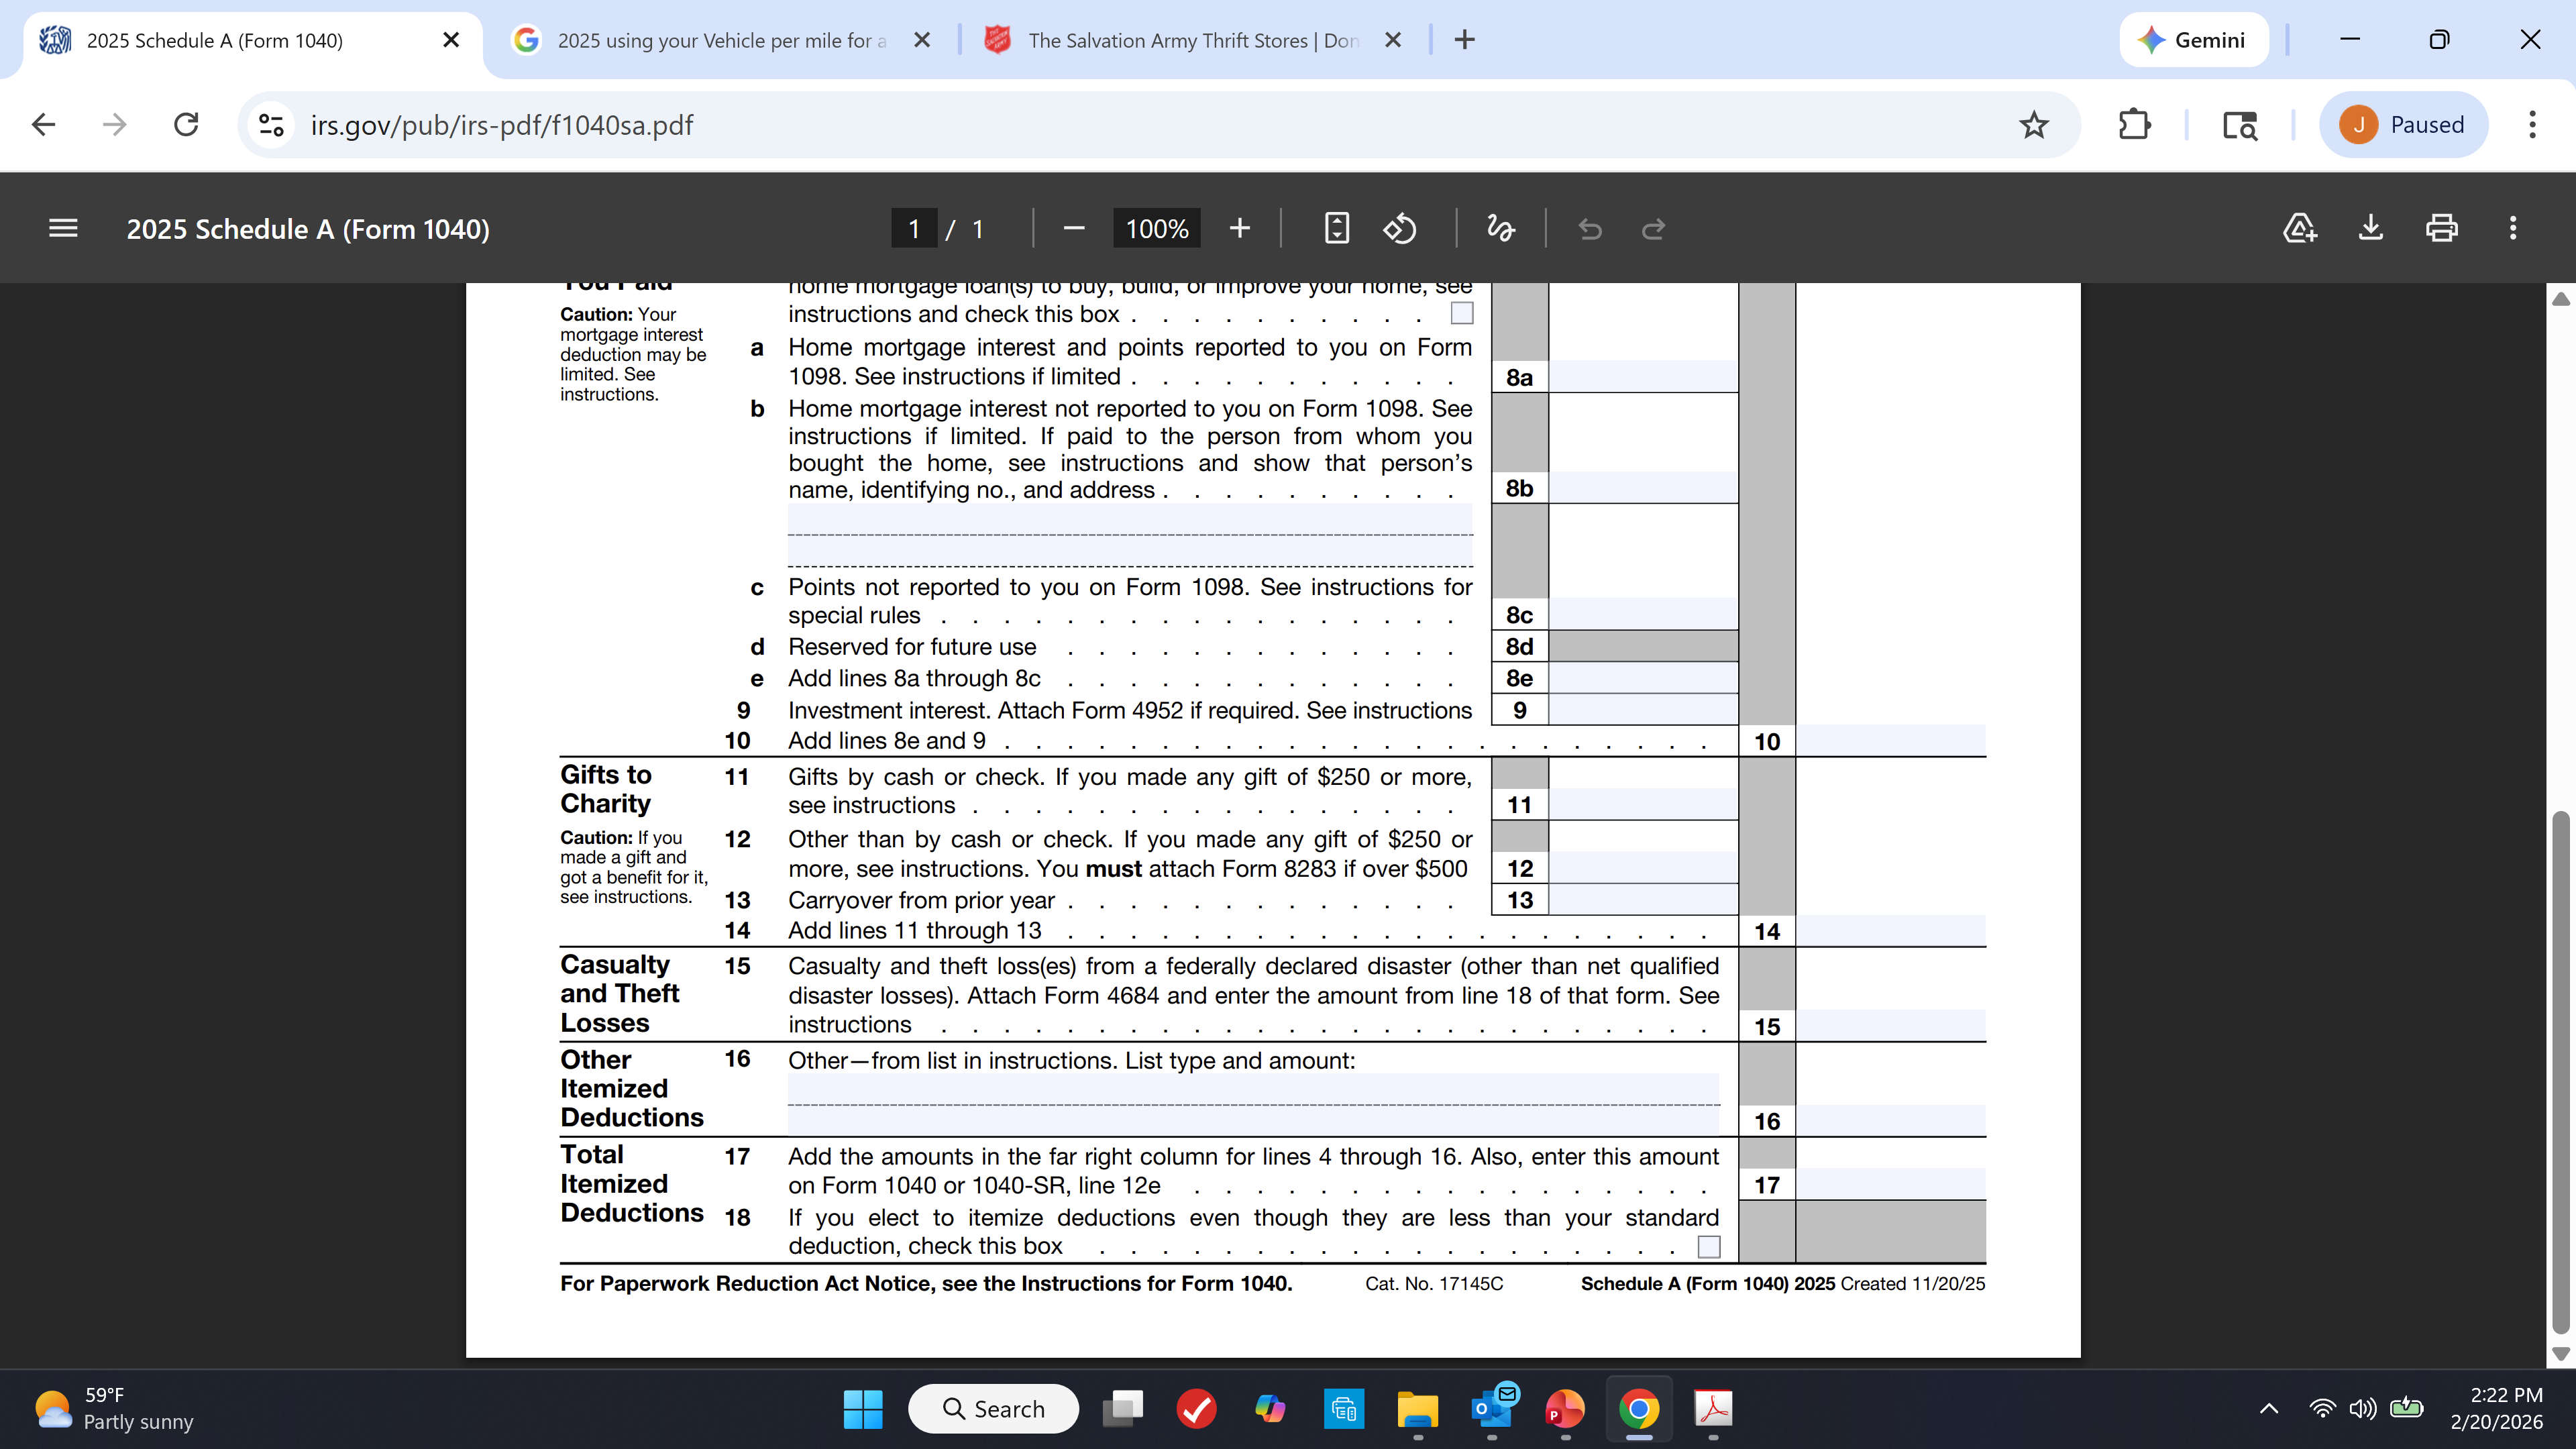 2025 Schedule A (Form 1040)
2025 using your Vehicle per mile for a
The Salvation Army Thrift Stores | Don
Gemini
irs.gov/pub/irs-pdf/f1040sa.pdf
J Paused
2025 Schedule A (Form 1040)
1 / 1
100%
You Paid
home mortgage loan(s) to buy, build, or improve your home, see
instructions and check this box
Caution: Your
mortgage interest
deduction may be
limited. See
instructions.
a Home mortgage interest and points reported to you on Form
1098. See instructions if limited 8a
b Home mortgage interest not reported to you on Form 1098. See
instructions if limited. If paid to the person from whom you
bought the home, see instructions and show that person's
name, identifying no., and address 8b
c Points not reported to you on Form 1098. See instructions for
special rules 8c
d Reserved for future use 8d
e Add lines 8a through 8c 8e
9 Investment interest. Attach Form 4952 if required. See instructions 9
10 Add lines 8e and 9 10
Gifts to
Charity
Caution: If you
made a gift and
got a benefit for it,
see instructions.
11 Gifts by cash or check. If you made any gift of $250 or more,
see instructions 11
12 Other than by cash or check. If you made any gift of $250 or
more, see instructions. You must attach Form 8283 if over $500 12
13 Carryover from prior year 13
14 Add lines 11 through 13 14
Casualty
and Theft
Losses
15 Casualty and theft loss(es) from a federally declared disaster (other than net qualified
disaster losses). Attach Form 4684 and enter the amount from line 18 of that form. See
instructions 15
Other
Itemized
Deductions
16 Other—from list in instructions. List type and amount:
16
Total
Itemized
Deductions
17 Add the amounts in the far right column for lines 4 through 16. Also, enter this amount
on Form 1040 or 1040-SR, line 12e 17
18 If you elect to itemize deductions even though they are less than your standard
deduction, check this box
For Paperwork Reduction Act Notice, see the Instructions for Form 1040. Cat. No. 17145C Schedule A (Form 1040) 2025 Created 11/20/25
59°F
Partly sunny
Search
2:22 PM
2/20/2026